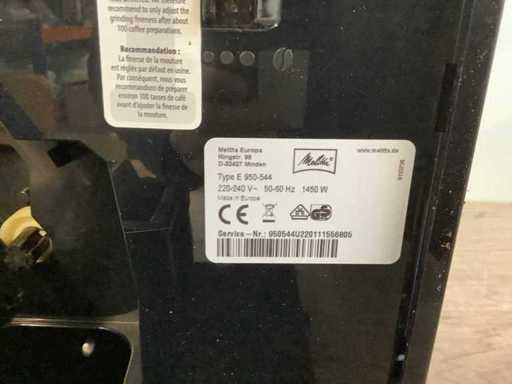 recommend to only adjust the
grinding fineness after about
100 coffee preparations.
Recommendation:
La finesse de la mouture
est réglée par défaut en usine.
Par conséquent, nous vous
recommandons de préparer
environ 100 tasses de café
avant d'ajuster la finesse de
la mouture.
Melitta Europa
Ringstr. 99
D-32427 Minden
Melitta
www.melitta.de
Type E 950-544
220-240 V~ 50-60 Hz 1450 W
Made in Europe
CE
Service-Nr.: 950544U220111556805